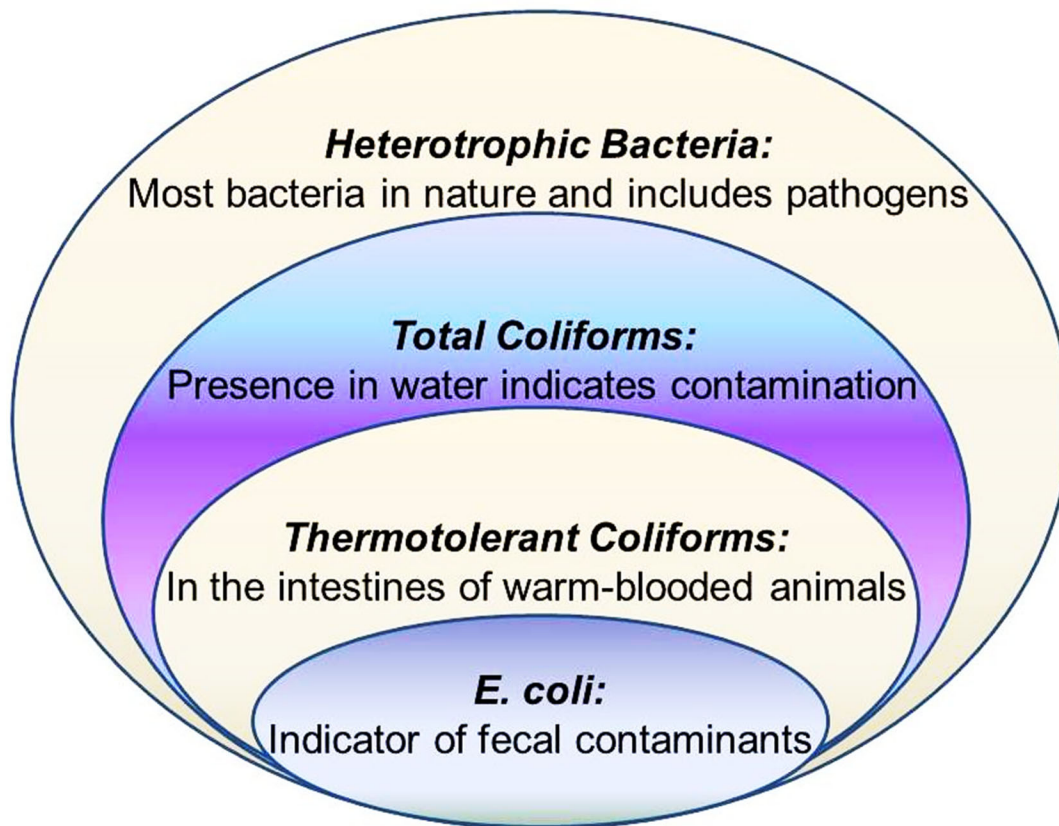 Heterotrophic Bacteria:
Most bacteria in nature and includes pathogens
Total Coliforms:
Presence in water indicates contamination
Thermotolerant Coliforms:
In the intestines of warm-blooded animals
E. coli:
Indicator of fecal contaminants